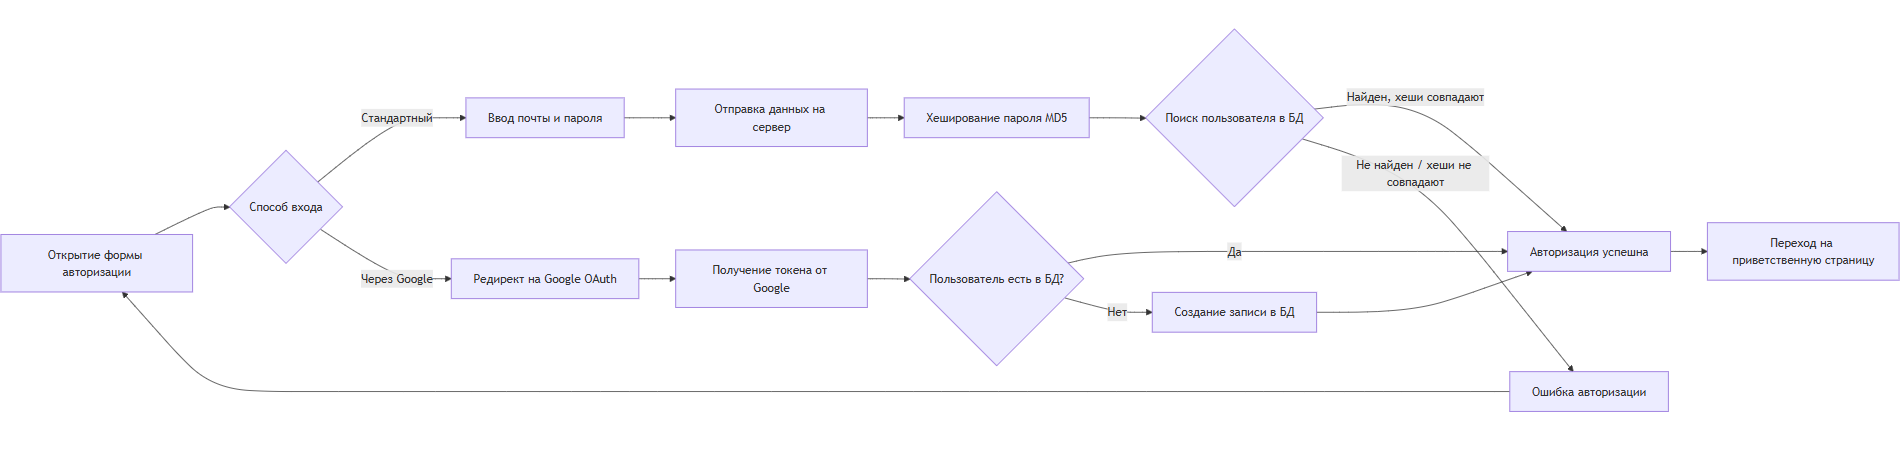 Открытие формы
авторизации
Способ входа
Стандартный
Ввод почты и пароля
Отправка данных на
сервер
Хеширование пароля MD5
Поиск пользователя в БД
Найден, хеши совпадают
Не найден / хеши не
совпадают
Через Google
Редирект на Google OAuth
Получение токена от
Google
Пользователь есть в БД?
Да
Нет
Создание записи в БД
Авторизация успешна
Переход на
приветственную страницу
Ошибка авторизации